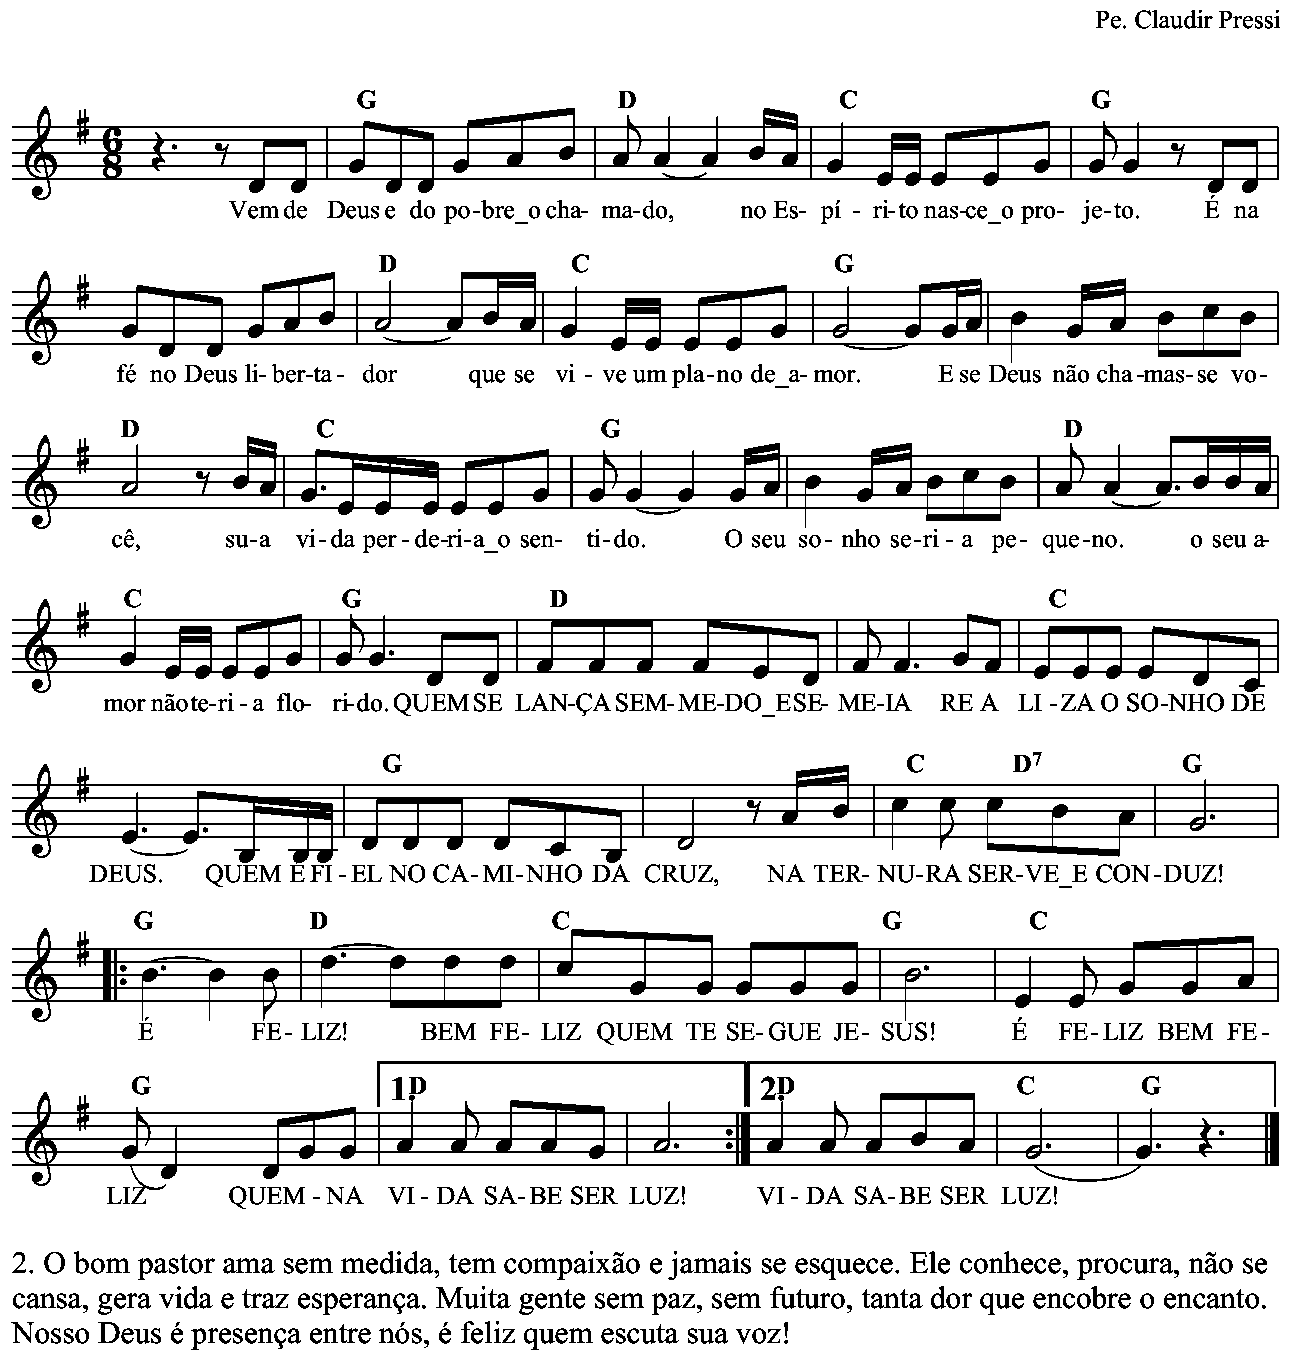 Pe. Claudir Pressi
G D C G
Vem de Deus e do po-bre_o cha- ma-do, no Es- pí - ri-to nas-ce_o pro- je-to. É na
D C G
fé no Deus li-ber-ta- dor que se vi - ve um pla-no de_a-mor. E se Deus não cha-mas-se vo-
D C G D
cê, su-a vi-da per-de-ri-a_o sen- ti-do. O seu so-nho se-ri-a pe- que-no. o seu a-
C G D C
mor não te-ri-a flo- ri-do. QUEM SE LAN-ÇA SEM- ME-DO_E SE- ME-IA RE A LI-ZA O SO-NHO DE
G C D7 G
DEUS. QUEM É FI-EL NO CA-MI-NHO DA CRUZ, NA TER-NU-RA SER-VE_E CON-DUZ!
G D C G C
É FE-LIZ! BEM FE-LIZ QUEM TE SE-GUE JE-SUS! É FE-LIZ BEM FE-
G 1. D 2. D C G
LIZ QUEM-NA VI-DA SA-BE SER LUZ! VI-DA SA-BE SER LUZ!
2. O bom pastor ama sem medida, tem compaixão e jamais se esquece. Ele conhece, procura, não se
cansa, gera vida e traz esperança. Muita gente sem paz, sem futuro, tanta dor que encobre o encanto.
Nosso Deus é presença entre nós, é feliz quem escuta sua voz!